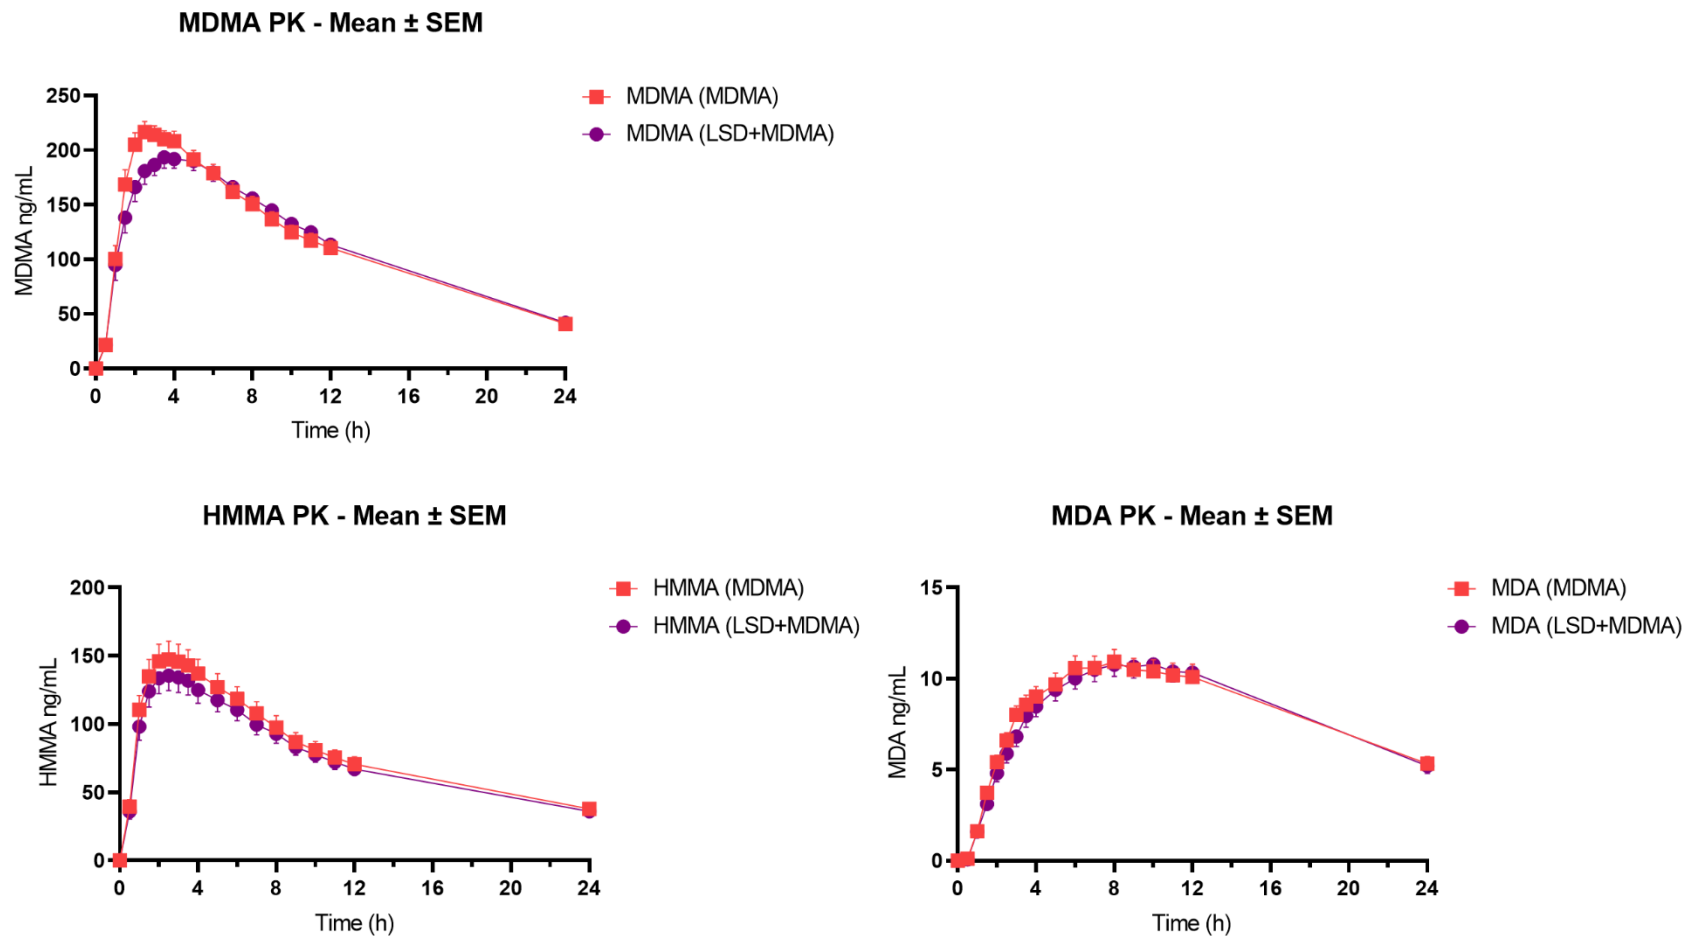 MDMA PK - Mean ± SEM
MDMA (MDMA)
MDMA (LSD+MDMA)
MDMA ng/mL
250
200
150
100
50
0
0 4 8 12 16 20 24
Time (h)
HMMA PK - Mean ± SEM
HMMA (MDMA)
HMMA (LSD+MDMA)
HMMA ng/mL
200
150
100
50
0
0 4 8 12 16 20 24
Time (h)
MDA PK - Mean ± SEM
MDA (MDMA)
MDA (LSD+MDMA)
MDA ng/mL
15
10
5
0
0 4 8 12 16 20 24
Time (h)